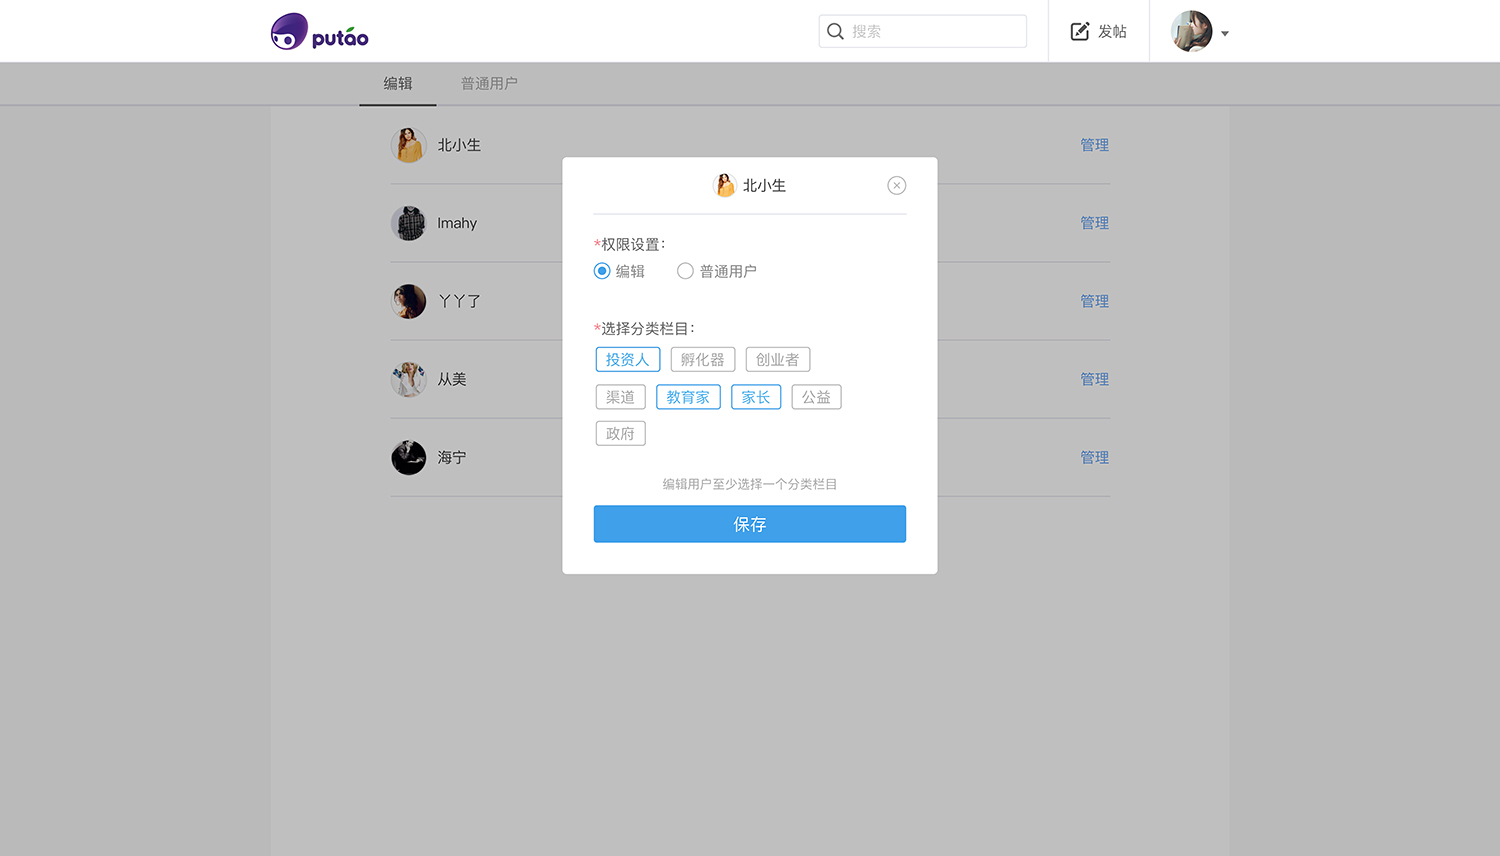 putao
搜索
发帖
编辑
普通用户
北小生
管理
lmahy
管理
丫丫了
管理
从美
管理
海宁
管理
北小生
*权限设置:
编辑
普通用户
*选择分类栏目:
投资人
孵化器
创业者
渠道
教育家
家长
公益
政府
编辑用户至少选择一个分类栏目
保存